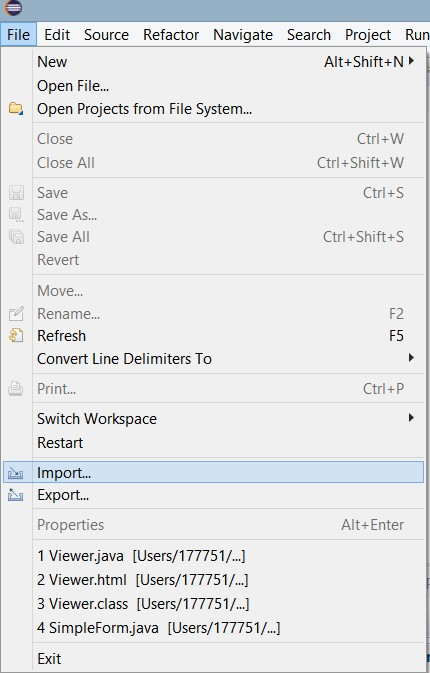 File Edit Source Refactor Navigate Search Project Run
New Alt+Shift+N
Open File...
Open Projects from File System...
Close Ctrl+W
Close All Ctrl+Shift+W
Save Ctrl+S
Save As...
Save All Ctrl+Shift+S
Revert
Move...
Rename... F2
Refresh F5
Convert Line Delimiters To
Print... Ctrl+P
Switch Workspace
Restart
Import...
Export...
Properties Alt+Enter
1 Viewer.java [Users/177751/...]
2 Viewer.html [Users/177751/...]
3 Viewer.class [Users/177751/...]
4 SimpleForm.java [Users/177751/...]
Exit